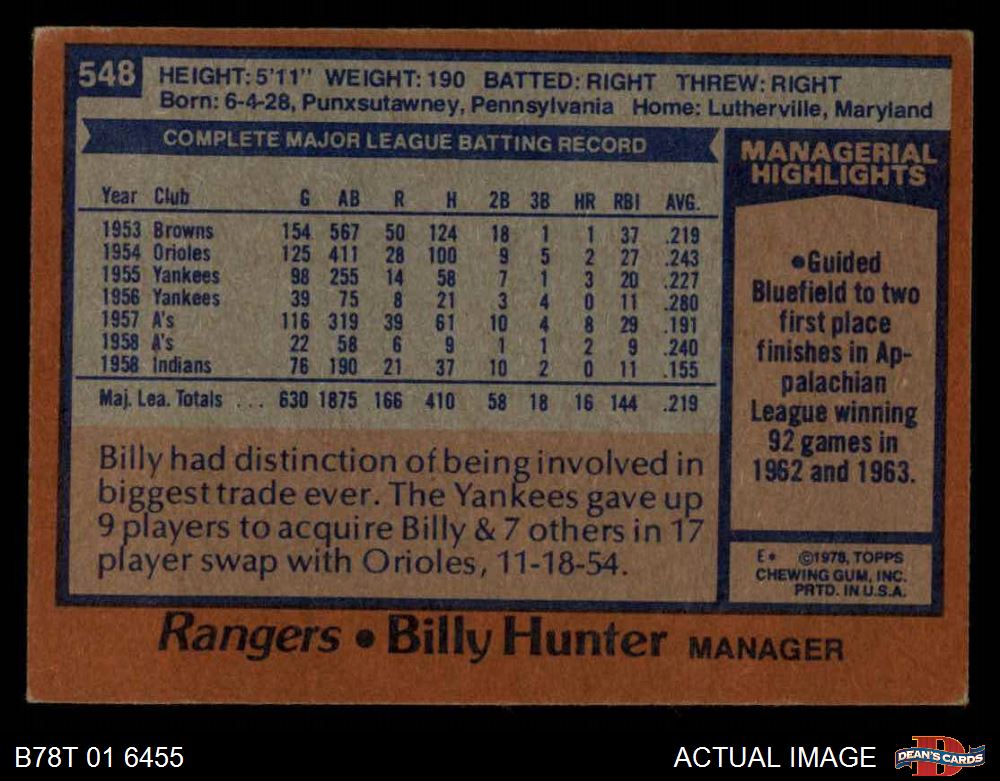 548
HEIGHT: 5'11" WEIGHT: 190 BATTED: RIGHT THREW: RIGHT
Born: 6-4-28, Punxsutawney, Pennsylvania Home: Lutherville, Maryland
COMPLETE MAJOR LEAGUE BATTING RECORD
Year Club G AB R H 2B 3B HR RBI AVG.
1953 Browns 154 567 50 124 18 1 1 37 .219
1954 Orioles 125 411 28 100 9 5 2 27 .243
1955 Yankees 98 255 14 58 7 1 3 20 .227
1956 Yankees 39 75 8 21 3 4 0 11 .280
1957 A's 116 319 39 61 10 4 8 29 .191
1958 A's 22 58 6 9 1 1 2 9 .240
1958 Indians 76 190 21 37 10 2 0 11 .155
Maj. Lea. Totals ... 630 1875 166 410 58 18 16 144 .219
Billy had distinction of being involved in
biggest trade ever. The Yankees gave up
9 players to acquire Billy & 7 others in 17
player swap with Orioles, 11-18-54.
MANAGERIAL
HIGHLIGHTS
•Guided
Bluefield to two
first place
finishes in Ap-
palachian
League winning
92 games in
1962 and 1963.
E* ©1978, TOPPS
CHEWING GUM, INC.
PRTD. IN U.S.A.
Rangers • Billy Hunter MANAGER
B78T 01 6455
ACTUAL IMAGE
D
DEAN'S CARDS